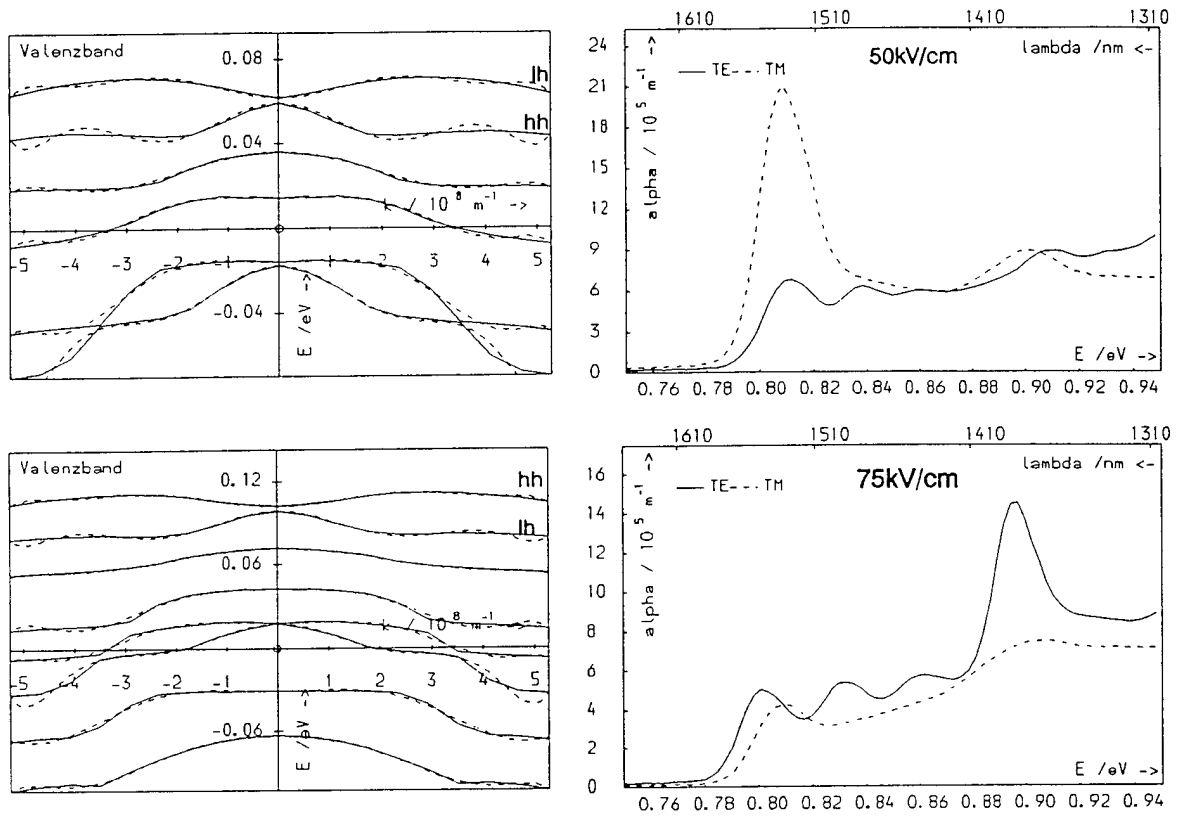 Valenzband
0.08
lh
hh
0.04
k / 10^8 m^-1 ->
-5 -4 -3 -2 -1 1 2 3 4 5
-0.04
E /eV ->
1610 1510 1410 1310
lambda /nm <-
50kV/cm
TE TM
alpha / 10^5 m^-1 ->
24
21
18
15
12
9
6
3
0
E /eV ->
0.76 0.78 0.80 0.82 0.84 0.86 0.88 0.90 0.92 0.94
Valenzband
0.12
hh
lh
0.06
k / 10^8 m^-1 ->
-5 -4 -3 -2 -1 1 2 3 4 5
-0.06
E /eV ->
1610 1510 1410 1310
lambda /nm <-
75kV/cm
TE TM
alpha / 10^5 m^-1 ->
16
14
12
10
8
6
4
2
0
E /eV ->
0.76 0.78 0.80 0.82 0.84 0.86 0.88 0.90 0.92 0.94